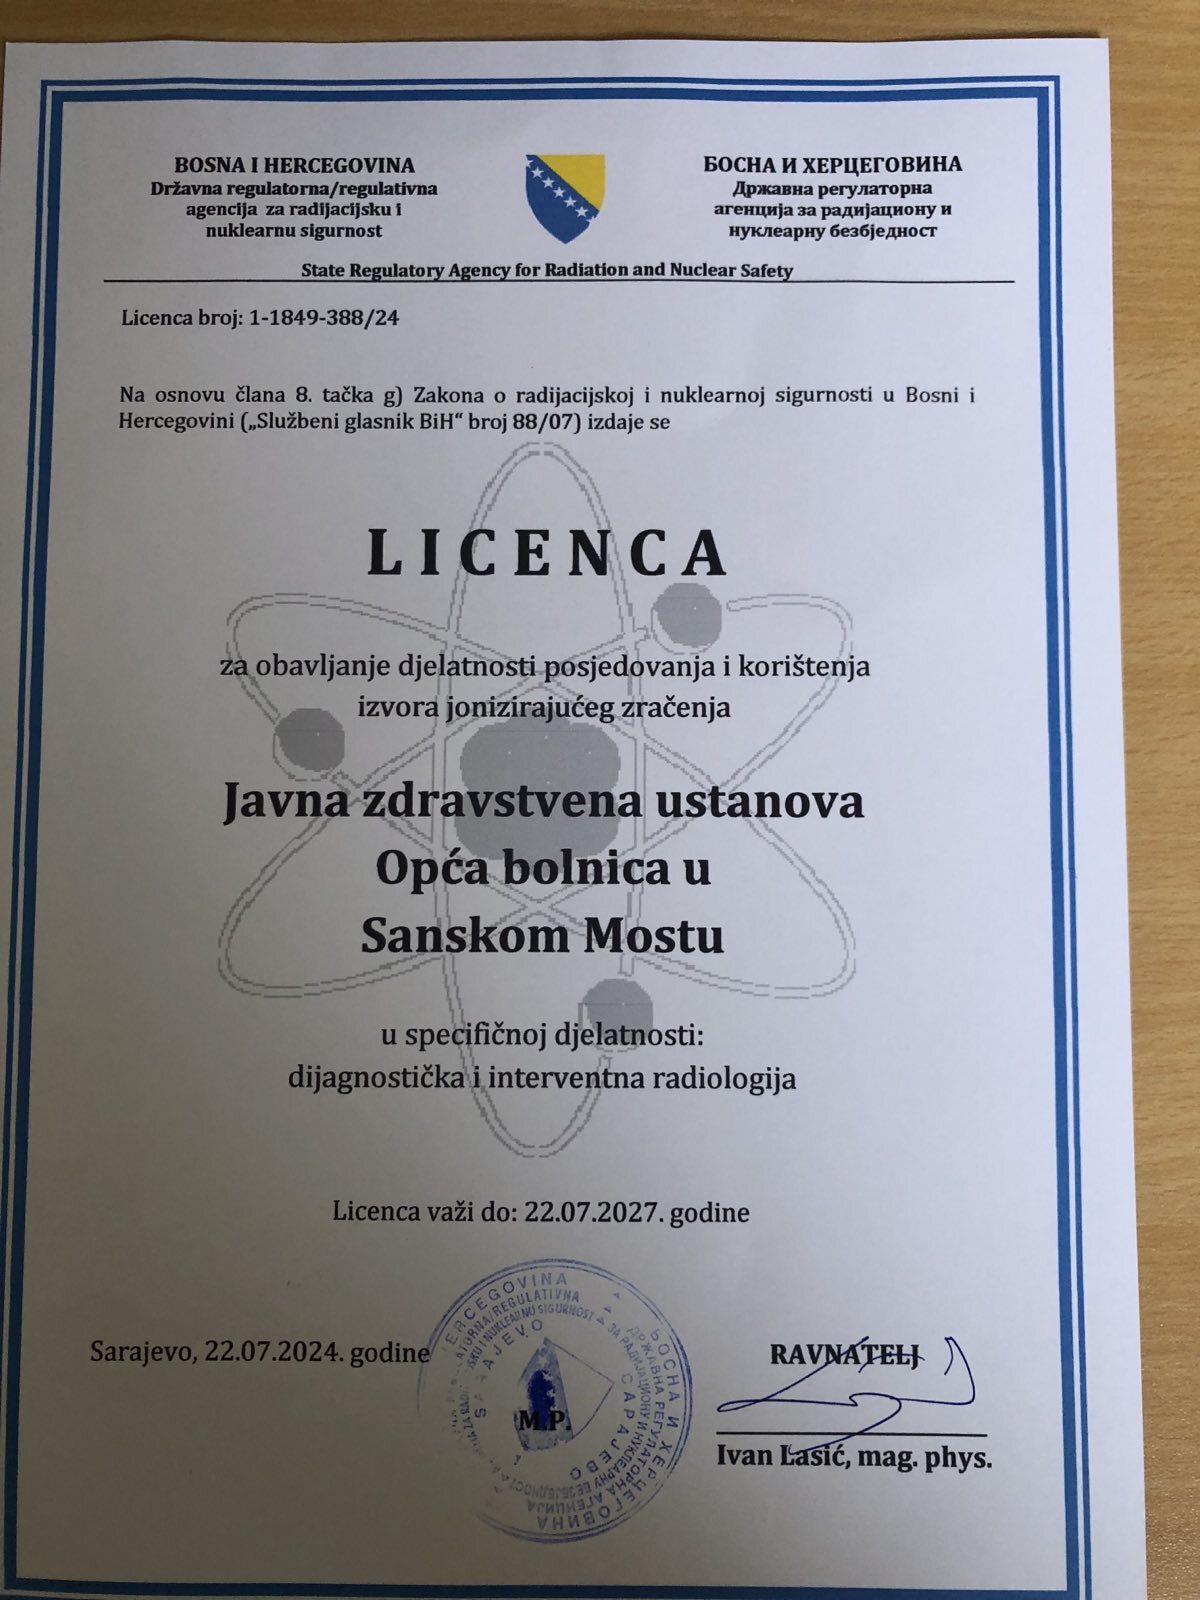 BOSNA I HERCEGOVINA
Državna regulatorna/regulativna
agencija za radijacijsku i
nuklearnu sigurnost
БОСНА И ХЕРЦЕГОВИНА
Државна регулаторна
агенција за радијациону и
нуклеарну безбједност
State Regulatory Agency for Radiation and Nuclear Safety
Licenca broj: 1-1849-388/24
Na osnovu člana 8. tačka g) Zakona o radijacijskoj i nuklearnoj sigurnosti u Bosni i
Hercegovini („Službeni glasnik BiH“ broj 88/07) izdaje se
LICENCA
za obavljanje djelatnosti posjedovanja i korištenja
izvora jonizirajućeg zračenja
Javna zdravstvena ustanova
Opća bolnica u
Sanskom Mostu
u specifičnoj djelatnosti:
dijagnostička i interventna radiologija
Licenca važi do: 22.07.2027. godine
Sarajevo, 22.07.2024. godine
M.P.
SARAJEVO
САРАЈЕВО
БОСНА И ХЕРЦЕГОВИНА
RAVNATELJ
Ivan Lasić, mag. phys.